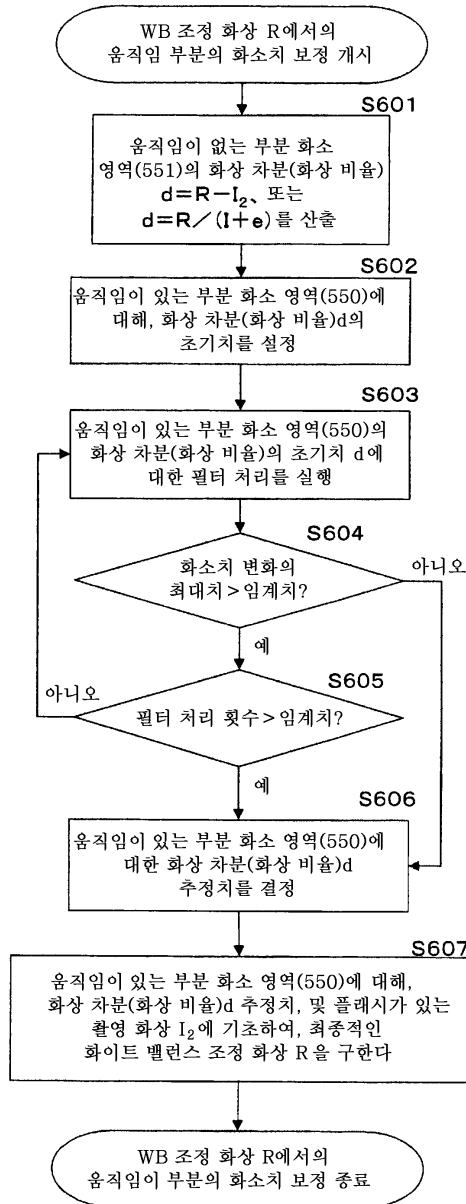 WB 조정 화상 R에서의
움직임 부분의 화소치 보정 개시
S601
움직임이 없는 부분 화소
영역(551)의 화상 차분(화상 비율)
d=R-I₂、또는
d=R/(I+e)를 산출
S602
움직임이 있는 부분 화소 영역(550)에
대해, 화상 차분(화상 비율)d의
초기치를 설정
S603
움직임이 있는 부분 화소 영역(550)의
화상 차분(화상 비율)의 초기치 d에
대한 필터 처리를 실행
S604
화소치 변화의
최대치>임계치?
아니오
예
S605
아니오
필터 처리 횟수>임계치?
예
S606
움직임이 있는 부분 화소 영역(550)에
대한 화상 차분(화상 비율)d
추정치를 결정
S607
움직임이 있는 부분 화소 영역(550)에 대해,
화상 차분(화상 비율)d 추정치, 및 플래시가 있는
촬영 화상 I₂에 기초하여, 최종적인
화이트 밸런스 조정 화상 R을 구한다
WB 조정 화상 R에서의
움직임이 부분의 화소치 보정 종료